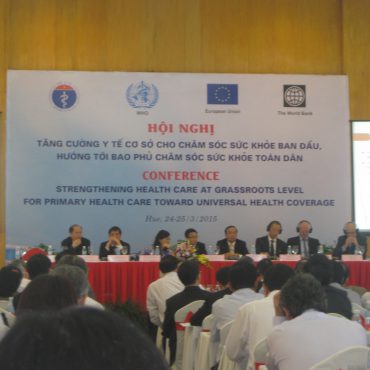 WHO
European Union
The World Bank
HỘI NGHỊ
TĂNG CƯỜNG Y TẾ CƠ SỞ CHO CHĂM SÓC SỨC KHỎE BAN ĐẦU,
HƯỚNG TỚI BAO PHỦ CHĂM SÓC SỨC KHỎE TOÀN DÂN
CONFERENCE
STRENGTHENING HEALTH CARE AT GRASSROOTS LEVEL
FOR PRIMARY HEALTH CARE TOWARD UNIVERSAL HEALTH COVERAGE
Hue, 24-25/3/2015